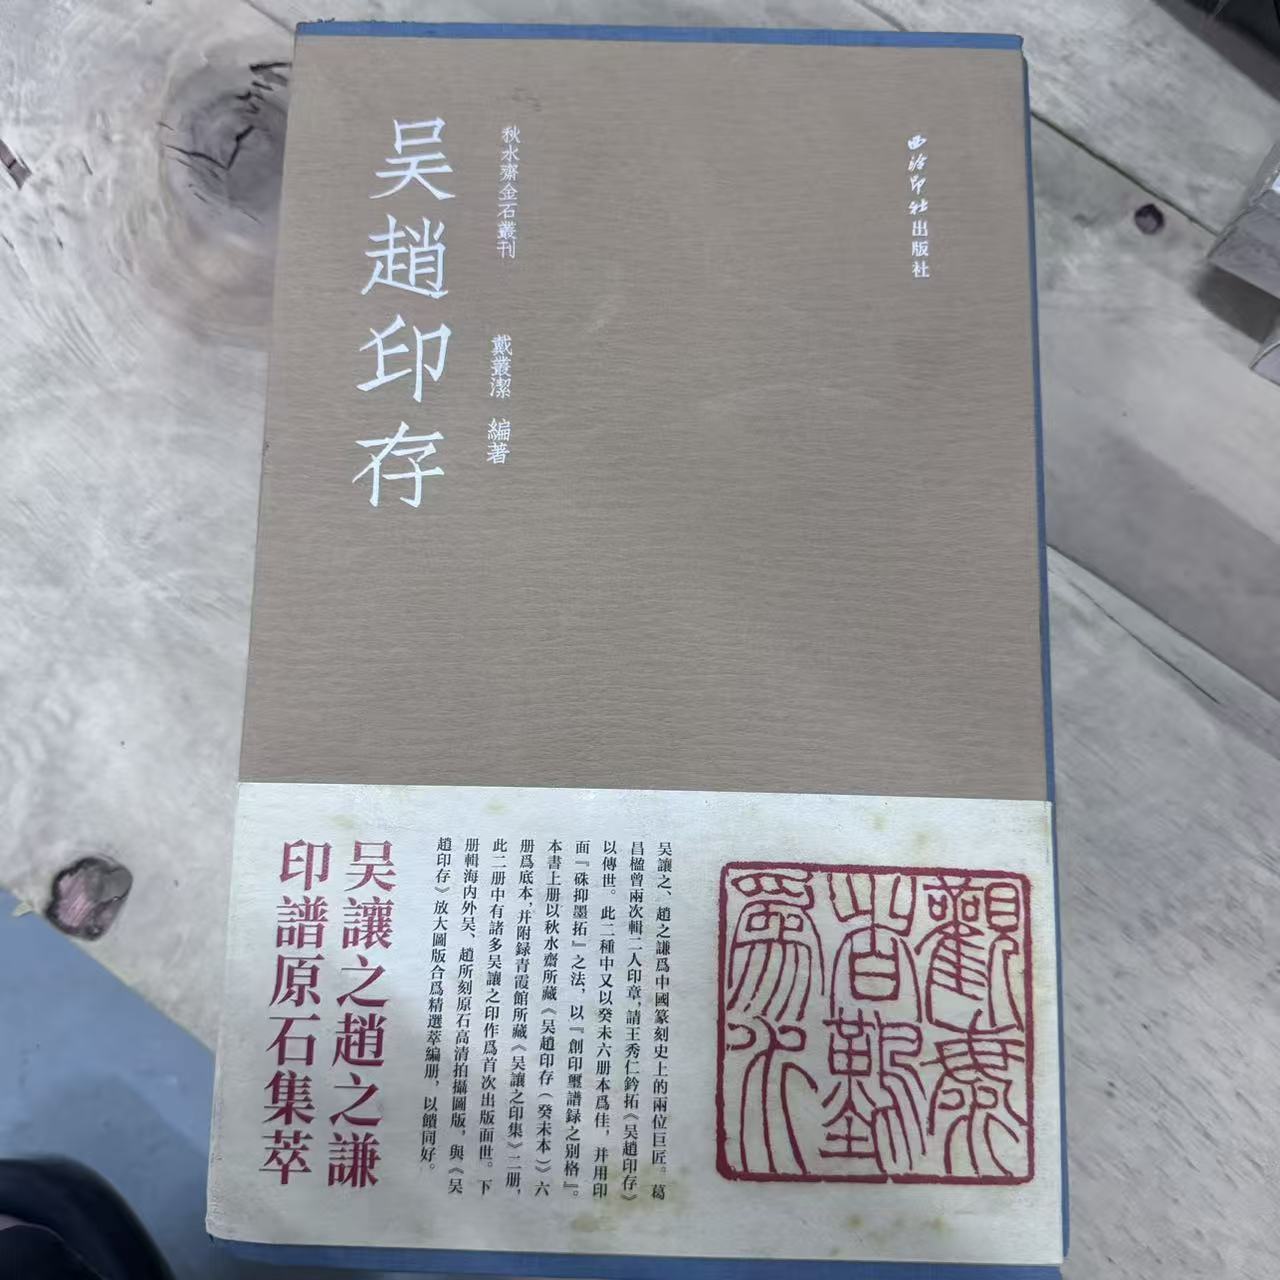 西泠印社出版社
秋水齋金石叢刊
戴叢潔 編著
吴趙印存
吴讓之、趙之謙爲中國篆刻史上的兩位巨匠。葛
昌楹曾兩次輯二人印章，請王秀仁鈐拓《吴趙印存》
以傳世。此二種中又以癸未六册本爲佳，并用印
面『硃抑墨拓』之法，以『創印璽譜録之别格』。
本書上册以秋水齋所藏《吴趙印存（癸未本）》六
册爲底本，并附録青霞館所藏《吴讓之印集》二册，
此二册中有諸多吴讓之印作爲首次出版面世。下
册輯海内外吴、趙所刻原石高清拍攝圖版，與《吴
趙印存》放大圖版合爲精選萃編册，以饋同好。
吴讓之趙之謙
印譜原石集萃